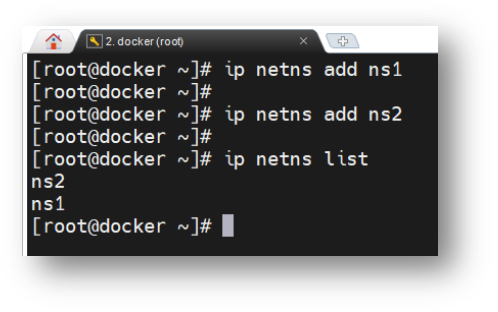 2. docker (root)
[root@docker ~]# ip netns add ns1
[root@docker ~]#
[root@docker ~]# ip netns add ns2
[root@docker ~]#
[root@docker ~]# ip netns list
ns2
ns1
[root@docker ~]#